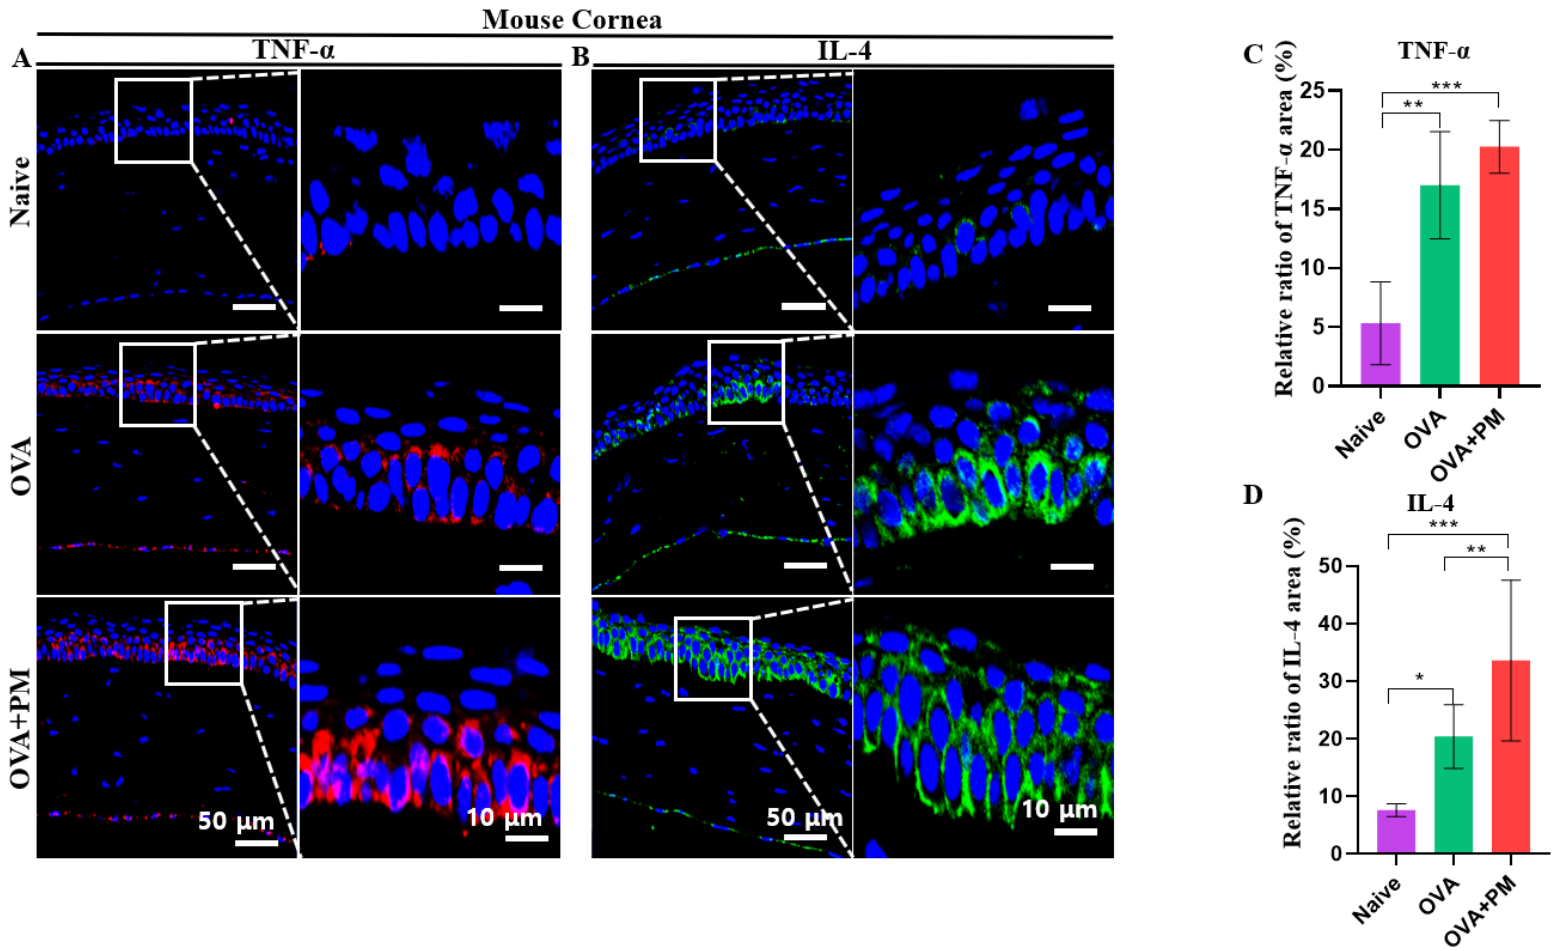 Mouse Cornea
A
TNF-α
B
IL-4
Naive
OVA
OVA+PM
50 μm
10 μm
50 μm
10 μm
C
TNF-α
Relative ratio of TNF-α area (%)
25
20
15
10
5
0
***
**
Naive
OVA
OVA+PM
D
IL-4
Relative ratio of IL-4 area (%)
50
40
30
20
10
0
***
**
*
Naive
OVA
OVA+PM